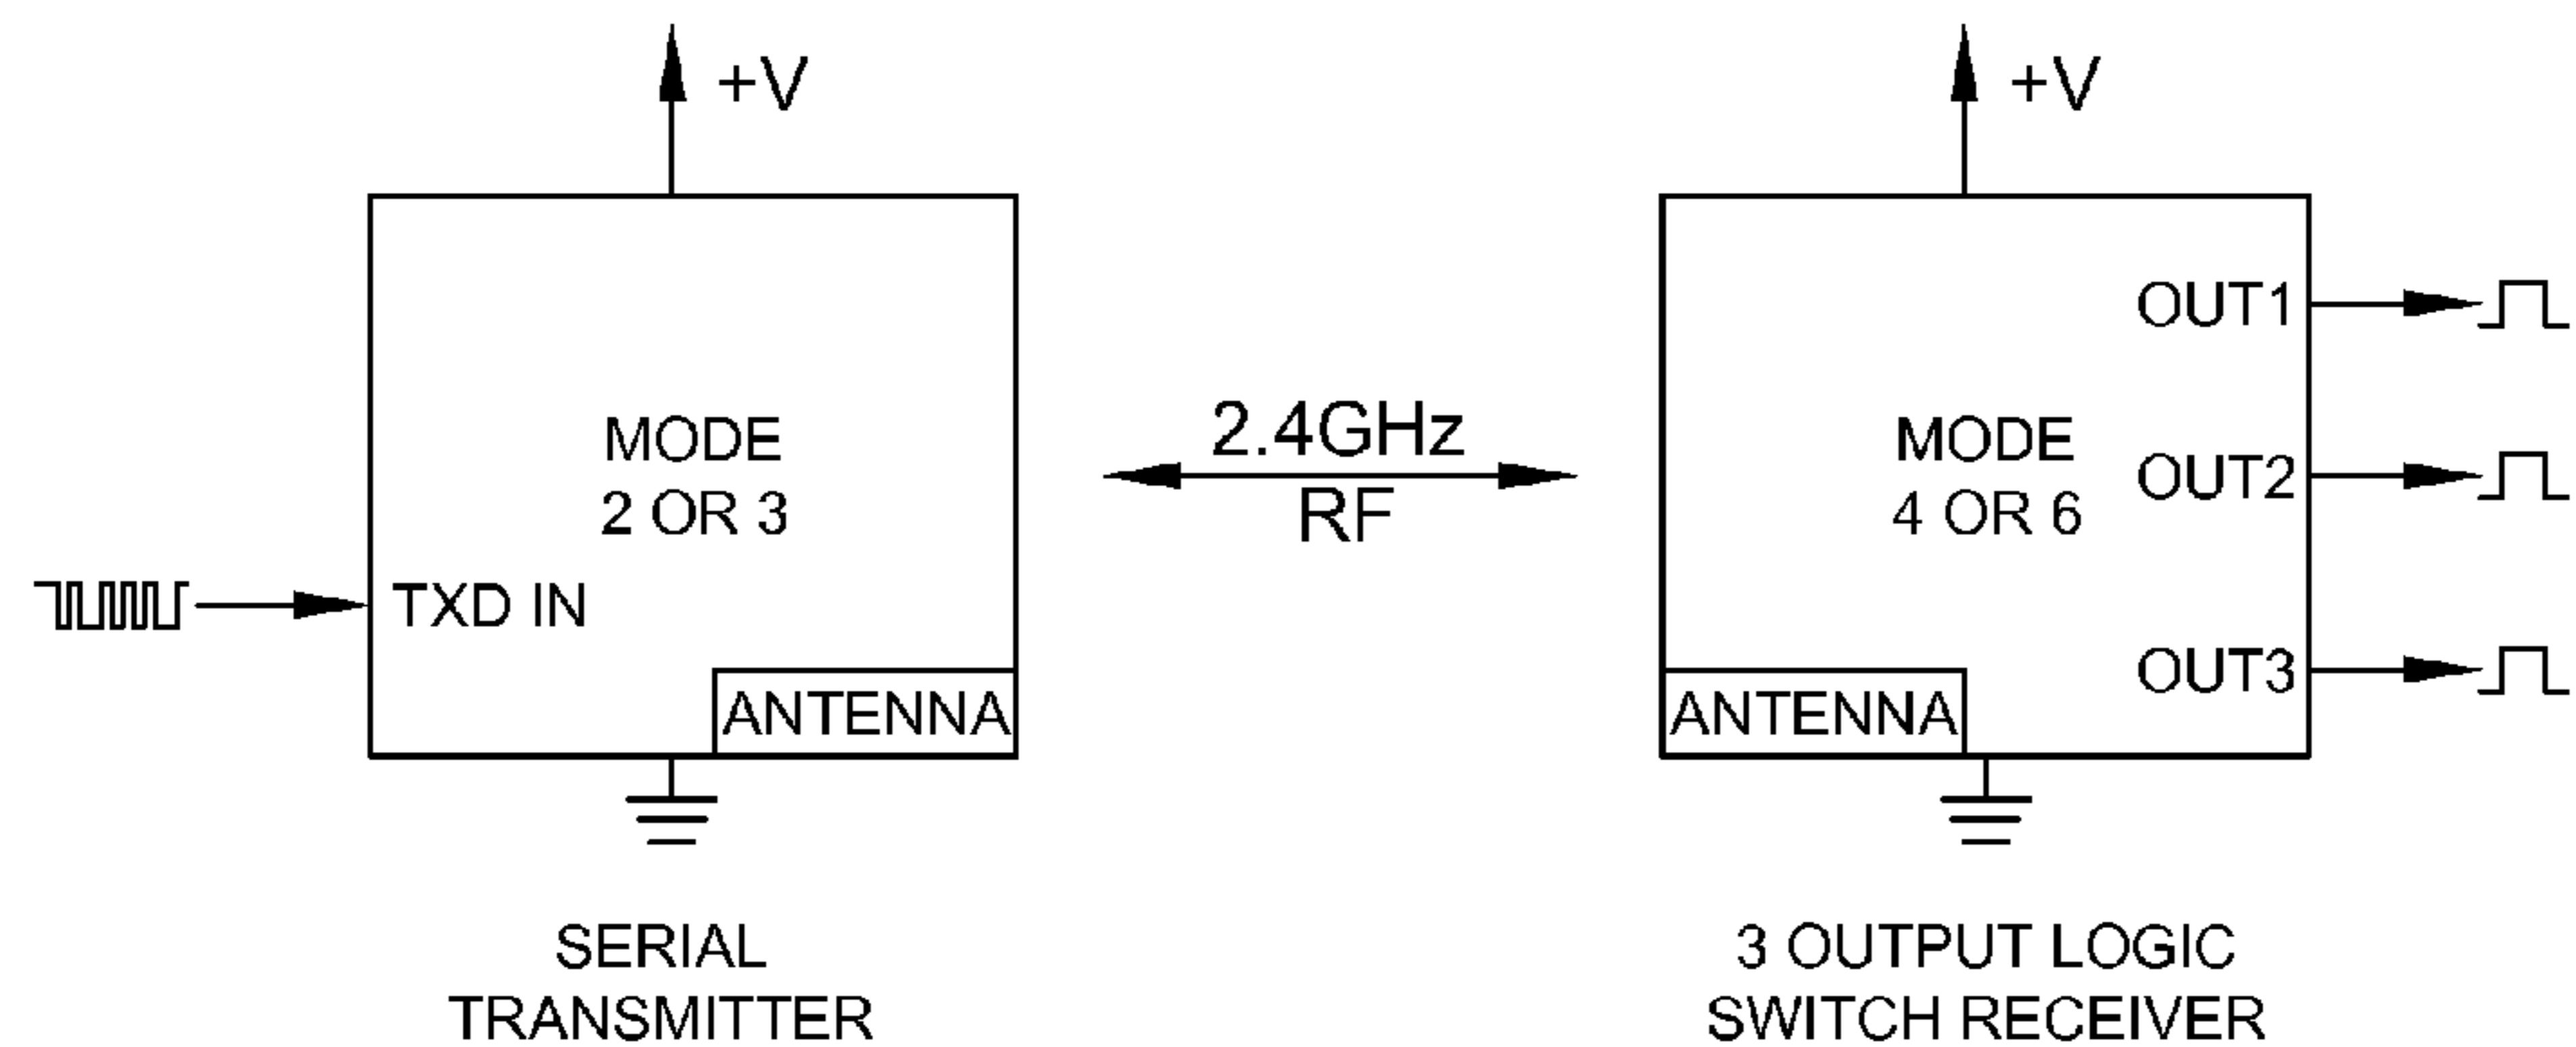 +V
MODE
2 OR 3
TXD IN
ANTENNA
SERIAL
TRANSMITTER
2.4GHz
RF
+V
OUT1
MODE
4 OR 6
OUT2
OUT3
ANTENNA
3 OUTPUT LOGIC
SWITCH RECEIVER